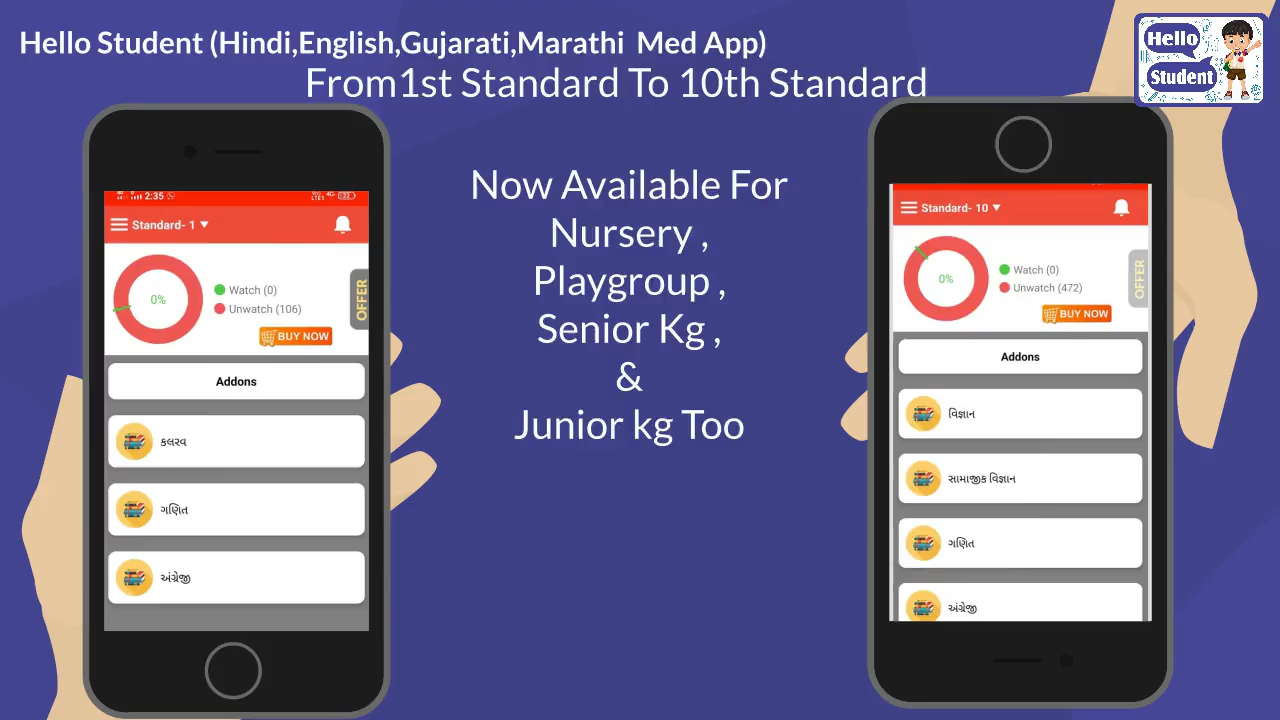 Hello Student (Hindi,English,Gujarati,Marathi Med App)
From1st Standard To 10th Standard
Hello
Student
Now Available For
Nursery ,
Playgroup ,
Senior Kg ,
&
Junior kg Too
2:35
Standard- 1
0%
Watch (0)
Unwatch (106)
OFFER
BUY NOW
Addons
કલરવ
ગણિત
અંગ્રેજી
Standard- 10
0%
Watch (0)
Unwatch (472)
OFFER
BUY NOW
Addons
વિજ્ઞાન
સામાજીક વિજ્ઞાન
ગણિત
અંગ્રેજી